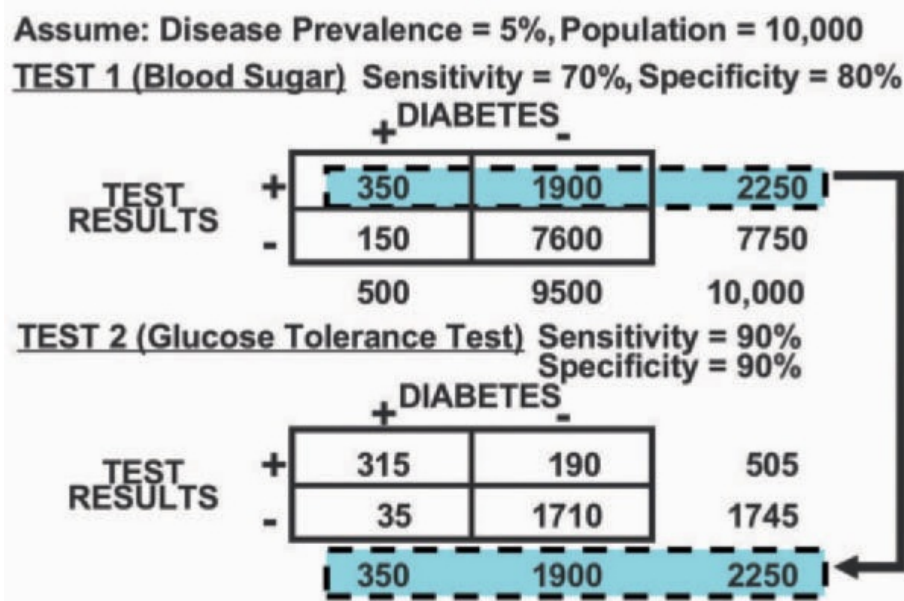 Assume: Disease Prevalence = 5%, Population = 10,000
TEST 1 (Blood Sugar) Sensitivity = 70%, Specificity = 80%
+ DIABETES -
TEST RESULTS
+ 350 1900 2250
- 150 7600 7750
500 9500 10,000
TEST 2 (Glucose Tolerance Test) Sensitivity = 90%
Specificity = 90%
+ DIABETES -
TEST RESULTS
+ 315 190 505
- 35 1710 1745
350 1900 2250